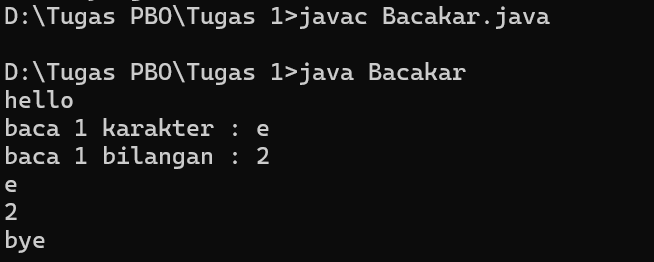 D:\Tugas PBO\Tugas 1>javac Bacakar.java
D:\Tugas PBO\Tugas 1>java Bacakar
hello
baca 1 karakter : e
baca 1 bilangan : 2
e
2
bye